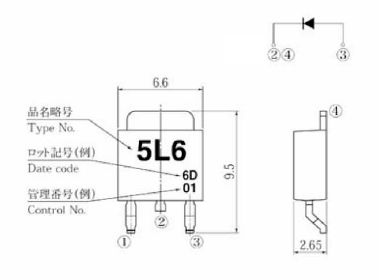 ②④ ③
6.6
品名略号
Type No.
ロット記号(例)
Date code
管理番号(例)
Control No.
5L6
6D
01
① ② ③
9.5
④
2.65